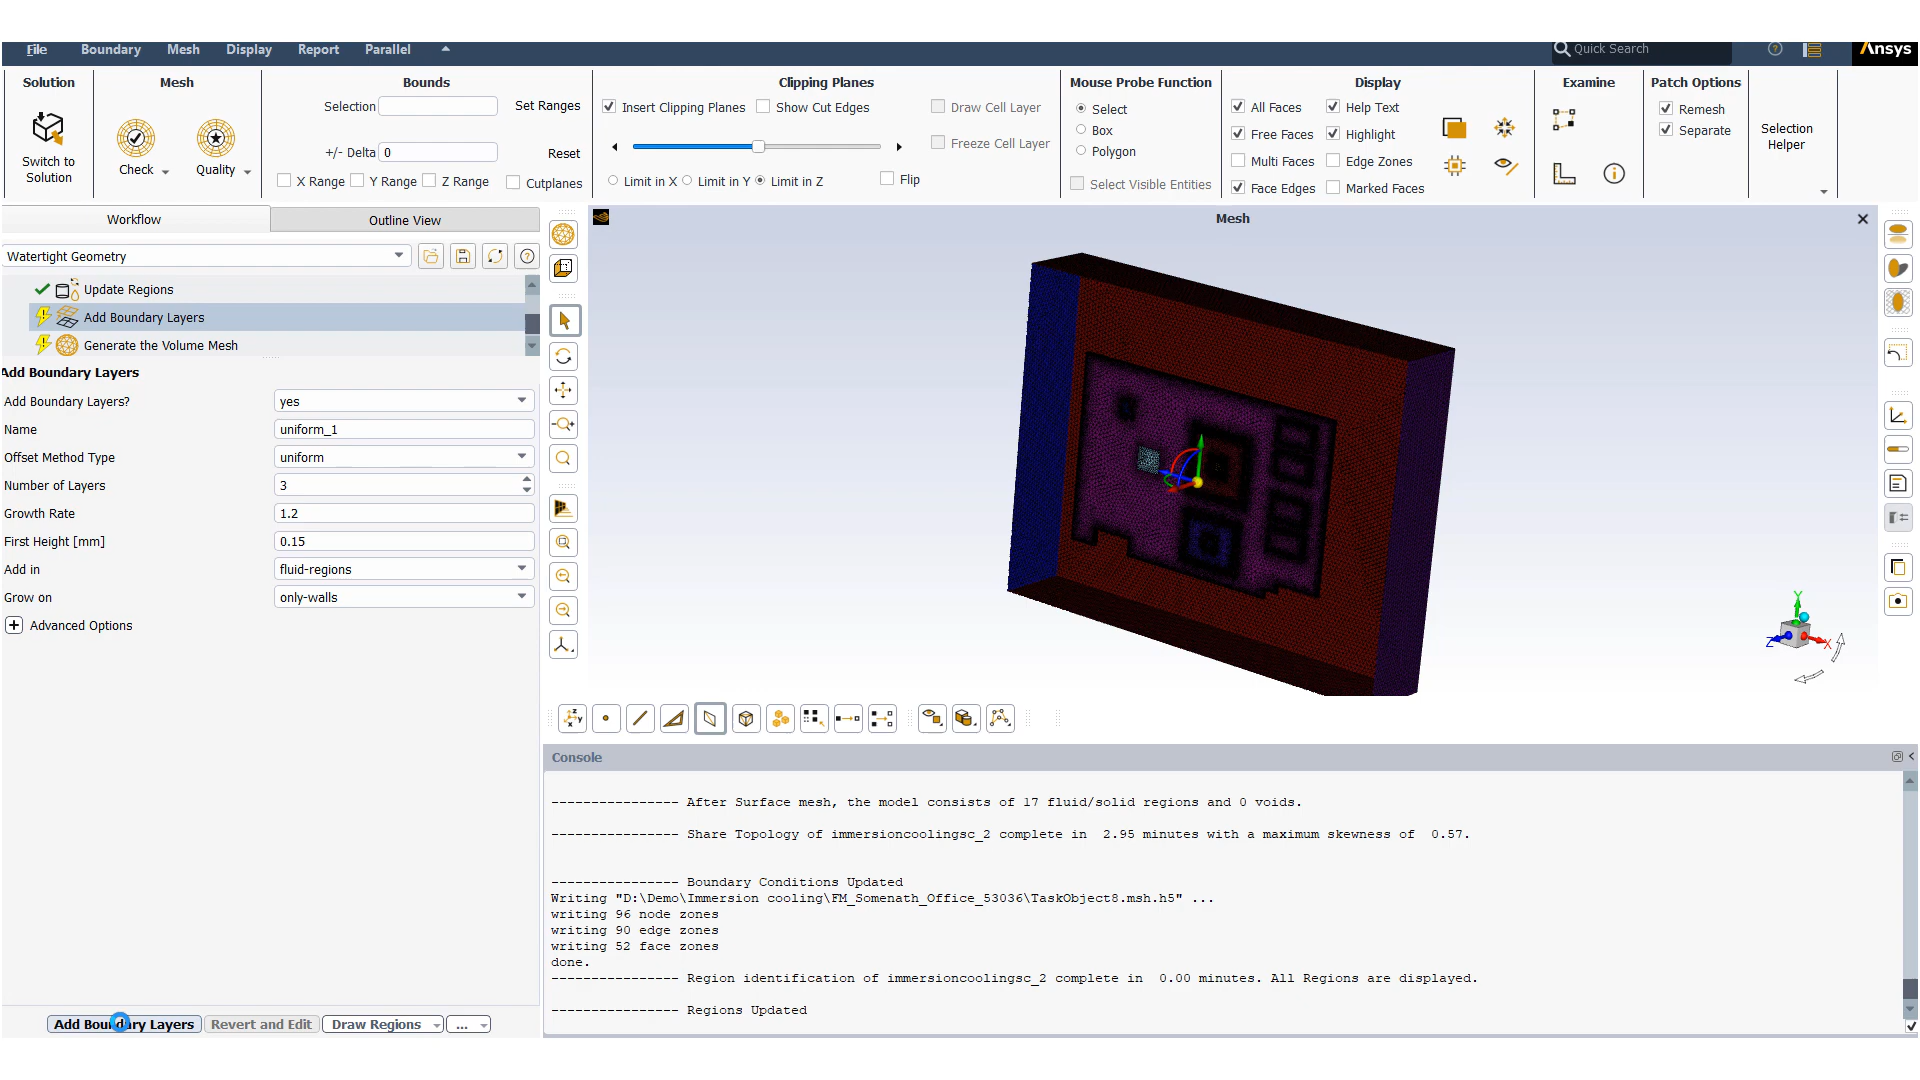 File Boundary Mesh Display Report Parallel
Quick Search
Ansys
Solution
Switch to
Solution
Mesh
Check
Quality
Bounds
Selection
Set Ranges
+/- Delta 0
Reset
X Range Y Range Z Range Cutplanes
Clipping Planes
Insert Clipping Planes Show Cut Edges Draw Cell Layer
Freeze Cell Layer
Limit in X Limit in Y Limit in Z Flip
Mouse Probe Function
Select
Box
Polygon
Select Visible Entities
Display
All Faces Help Text
Free Faces Highlight
Multi Faces Edge Zones
Face Edges Marked Faces
Examine
Patch Options
Remesh
Separate
Selection
Helper
Workflow Outline View
Watertight Geometry
Update Regions
Add Boundary Layers
Generate the Volume Mesh
Add Boundary Layers
Add Boundary Layers? yes
Name uniform_1
Offset Method Type uniform
Number of Layers 3
Growth Rate 1.2
First Height [mm] 0.15
Add in fluid-regions
Grow on only-walls
Advanced Options
Add Boundary Layers Revert and Edit Draw Regions ...
Mesh
Y
Z
X
Console
---------------- After Surface mesh, the model consists of 17 fluid/solid regions and 0 voids.
---------------- Share Topology of immersioncoolingsc_2 complete in 2.95 minutes with a maximum skewness of 0.57.
---------------- Boundary Conditions Updated
Writing "D:\Demo\Immersion cooling\FM_Somenath_Office_53036\TaskObject8.msh.h5" ...
writing 96 node zones
writing 90 edge zones
writing 52 face zones
done.
---------------- Region identification of immersioncoolingsc_2 complete in 0.00 minutes. All Regions are displayed.
---------------- Regions Updated